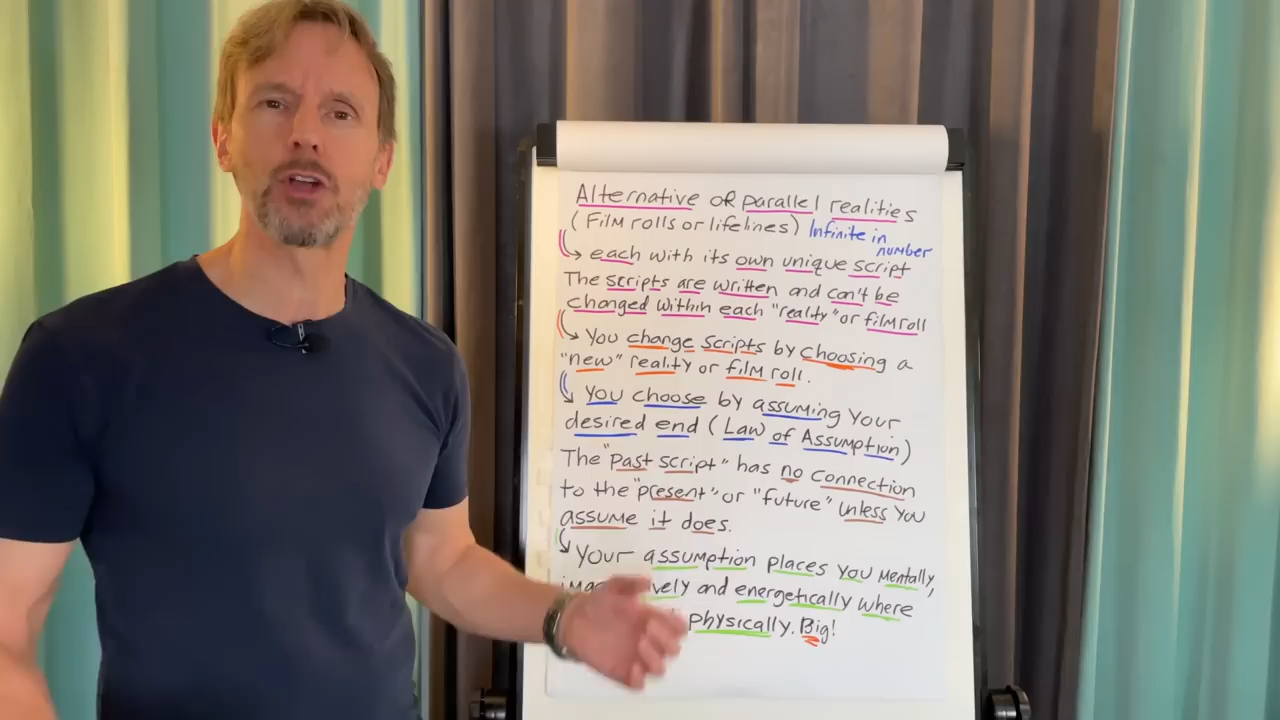 Alternative or parallel realities
(Film rolls or lifelines) Infinite in number
each with its own unique script
The scripts are written and can't be
changed within each "reality" or film roll
You change scripts by choosing a
"new" reality or film roll.
You choose by assuming your
desired end (Law of Assumption)
The "past script" has no connection
to the "present" or "future" unless you
assume it does.
Your assumption places you mentally,
and energetically where
physically. Big!